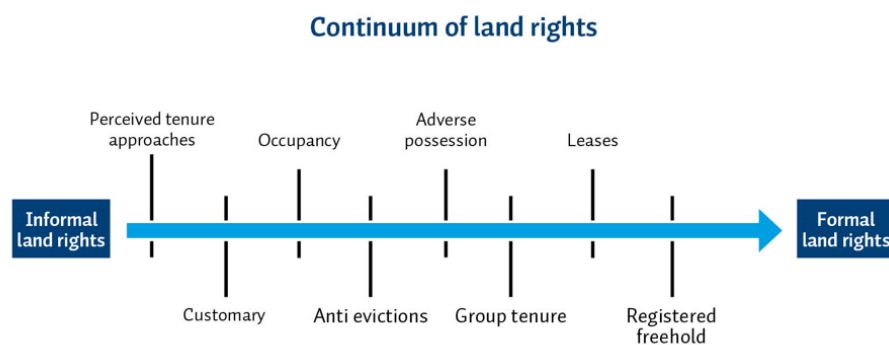 Continuum of land rights
Perceived tenure
approaches
Occupancy
Adverse
possession
Leases
Informal
land rights
Formal
land rights
Customary
Anti evictions
Group tenure
Registered
freehold